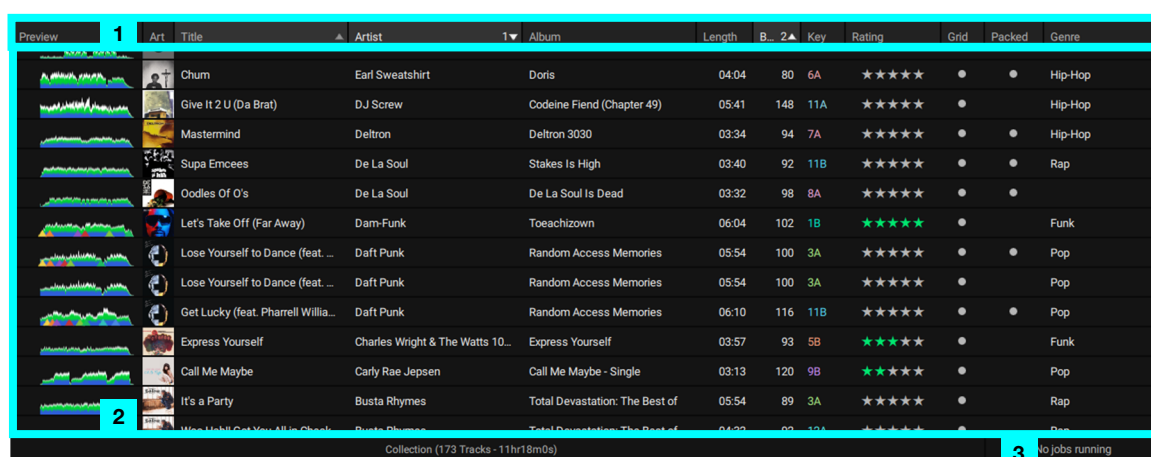 Preview 1 Art Title Artist 1 Album Length B... 2 Key Rating Grid Packed Genre
Chum Earl Sweatshirt Doris 04:04 80 6A Hip-Hop
Give It 2 U (Da Brat) DJ Screw Codeine Fiend (Chapter 49) 05:41 148 11A Hip-Hop
Mastermind Deltron Deltron 3030 03:34 94 7A Hip-Hop
Supa Emcees De La Soul Stakes Is High 03:40 92 11B Rap
Oodles Of O's De La Soul De La Soul Is Dead 03:32 98 8A
Let's Take Off (Far Away) Dam-Funk Toeachizown 06:04 102 1B Funk
Lose Yourself to Dance (feat. ... Daft Punk Random Access Memories 05:54 100 3A Pop
Lose Yourself to Dance (feat. ... Daft Punk Random Access Memories 05:54 100 3A Pop
Get Lucky (feat. Pharrell Willia... Daft Punk Random Access Memories 06:10 116 11B Pop
Express Yourself Charles Wright & The Watts 10... Express Yourself 03:57 93 5B Funk
Call Me Maybe Carly Rae Jepsen Call Me Maybe - Single 03:13 120 9B Pop
2 It's a Party Busta Rhymes Total Devastation: The Best of 05:54 89 3A Rap
Busta Rhymes Total Devastation: The Best of Rap
Collection (173 Tracks - 11hr18m0s) 3 No jobs running